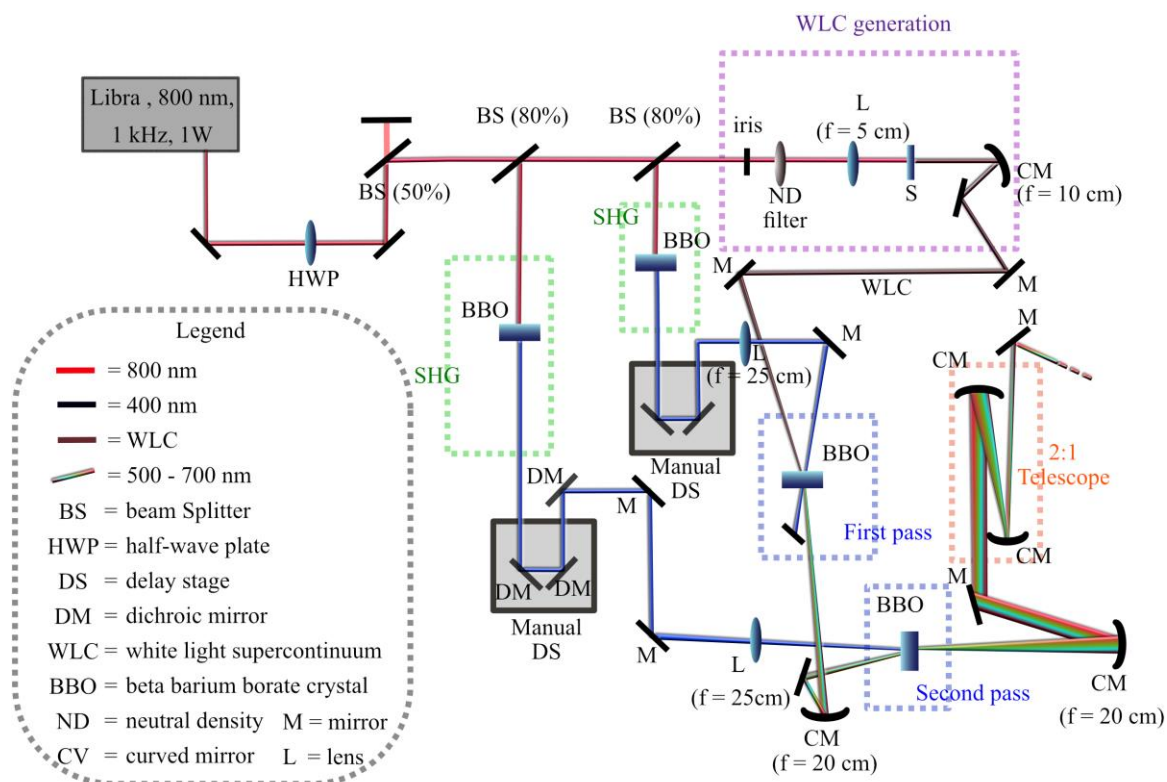 WLC generation
Libra , 800 nm,
1 kHz, 1W
BS (80%)
BS (80%)
iris
L
(f = 5 cm)
BS (50%)
ND
filter
S
CM
(f = 10 cm)
HWP
SHG
BBO
M
WLC
M
SHG
BBO
L
(f = 25 cm)
M
M
CM
2:1
Telescope
CM
Manual
DS
BBO
First pass
DM
M
DM
DM
Manual
DS
M
L
(f = 25cm)
CM
(f = 20 cm)
BBO
Second pass
M
CM
(f = 20 cm)
Legend
= 800 nm
= 400 nm
= WLC
= 500 - 700 nm
BS = beam Splitter
HWP = half-wave plate
DS = delay stage
DM = dichroic mirror
WLC = white light supercontinuum
BBO = beta barium borate crystal
ND = neutral density M = mirror
CV = curved mirror L = lens